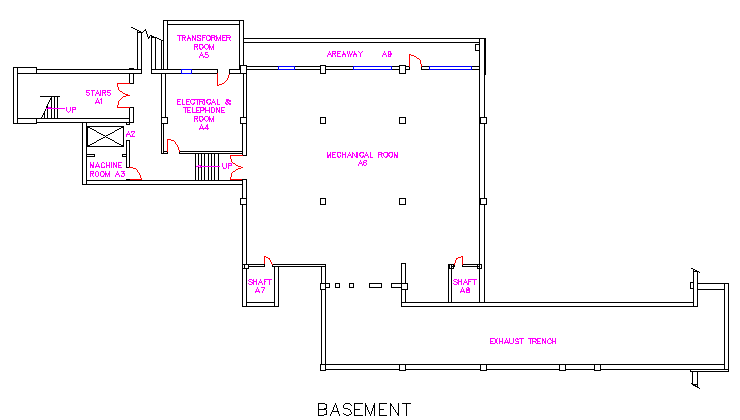 TRANSFORMER
ROOM
A5
AREAWAY A9
STAIRS
A1
UP
ELECTRICAL &
TELEPHONE
ROOM
A4
A2
MACHINE
ROOM A3
UP
MECHANICAL ROOM
A6
SHAFT
A7
SHAFT
A8
EXHAUST TRENCH
BASEMENT